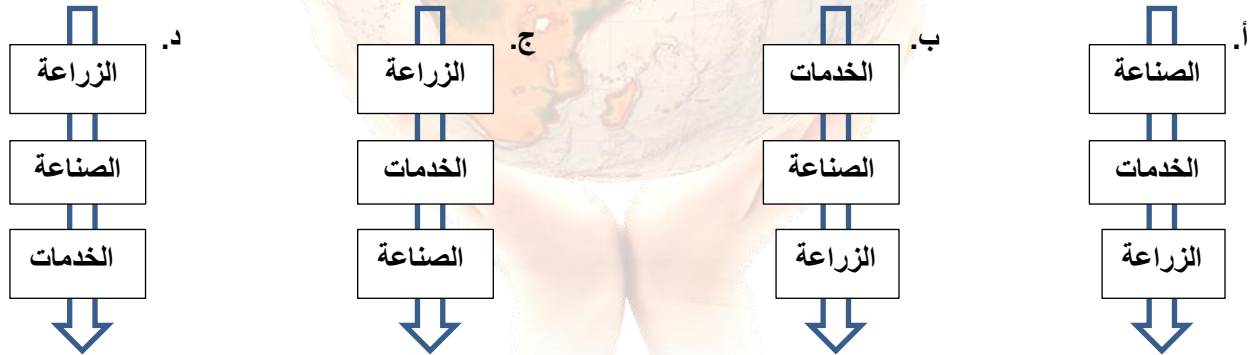 أ.
الصناعة
الخدمات
الزراعة
ب.
الخدمات
الصناعة
الزراعة
ج.
الزراعة
الخدمات
الصناعة
د.
الزراعة
الصناعة
الخدمات